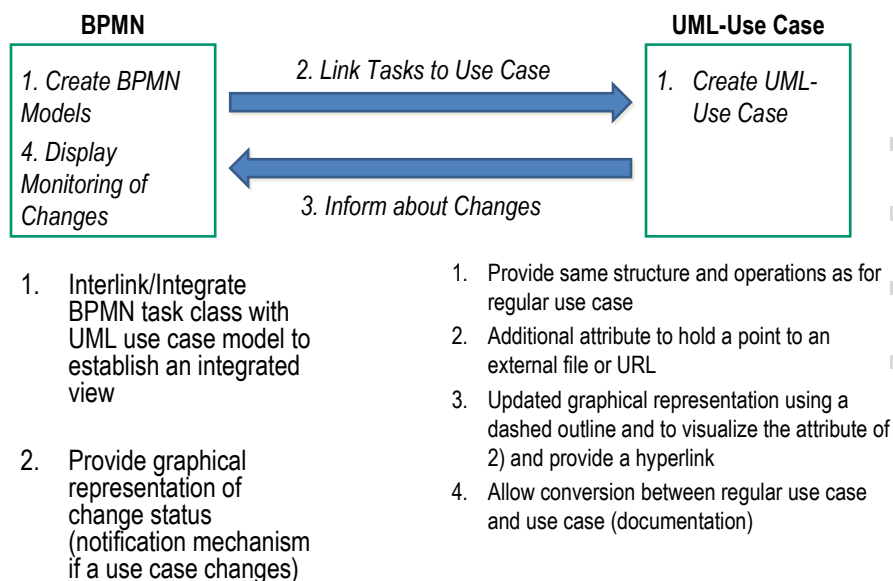 BPMN
UML-Use Case
1. Create BPMN
Models
4. Display
Monitoring of
Changes
2. Link Tasks to Use Case
3. Inform about Changes
1. Create UML-
Use Case
1. Interlink/Integrate
BPMN task class with
UML use case model to
establish an integrated
view
2. Provide graphical
representation of
change status
(notification mechanism
if a use case changes)
1. Provide same structure and operations as for
regular use case
2. Additional attribute to hold a point to an
external file or URL
3. Updated graphical representation using a
dashed outline and to visualize the attribute of
2) and provide a hyperlink
4. Allow conversion between regular use case
and use case (documentation)